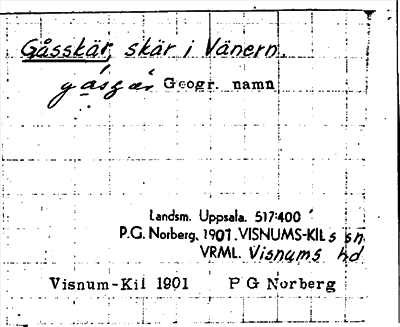 Gåsskär, skär i Vänern.
Geogr. namn
Landsm. Uppsala. 517:400
P.G. Norberg. 1901. VISNUMS-KIL s sn
VRML. Visnums hd
Visnum-Kil 1901 P G Norberg